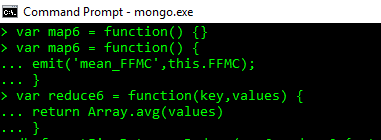 Command Prompt - mongo.exe
> var map6 = function() {}
> var map6 = function() {
... emit('mean_FFMC',this.FFMC);
... }
> var reduce6 = function(key,values) {
... return Array.avg(values)
... }